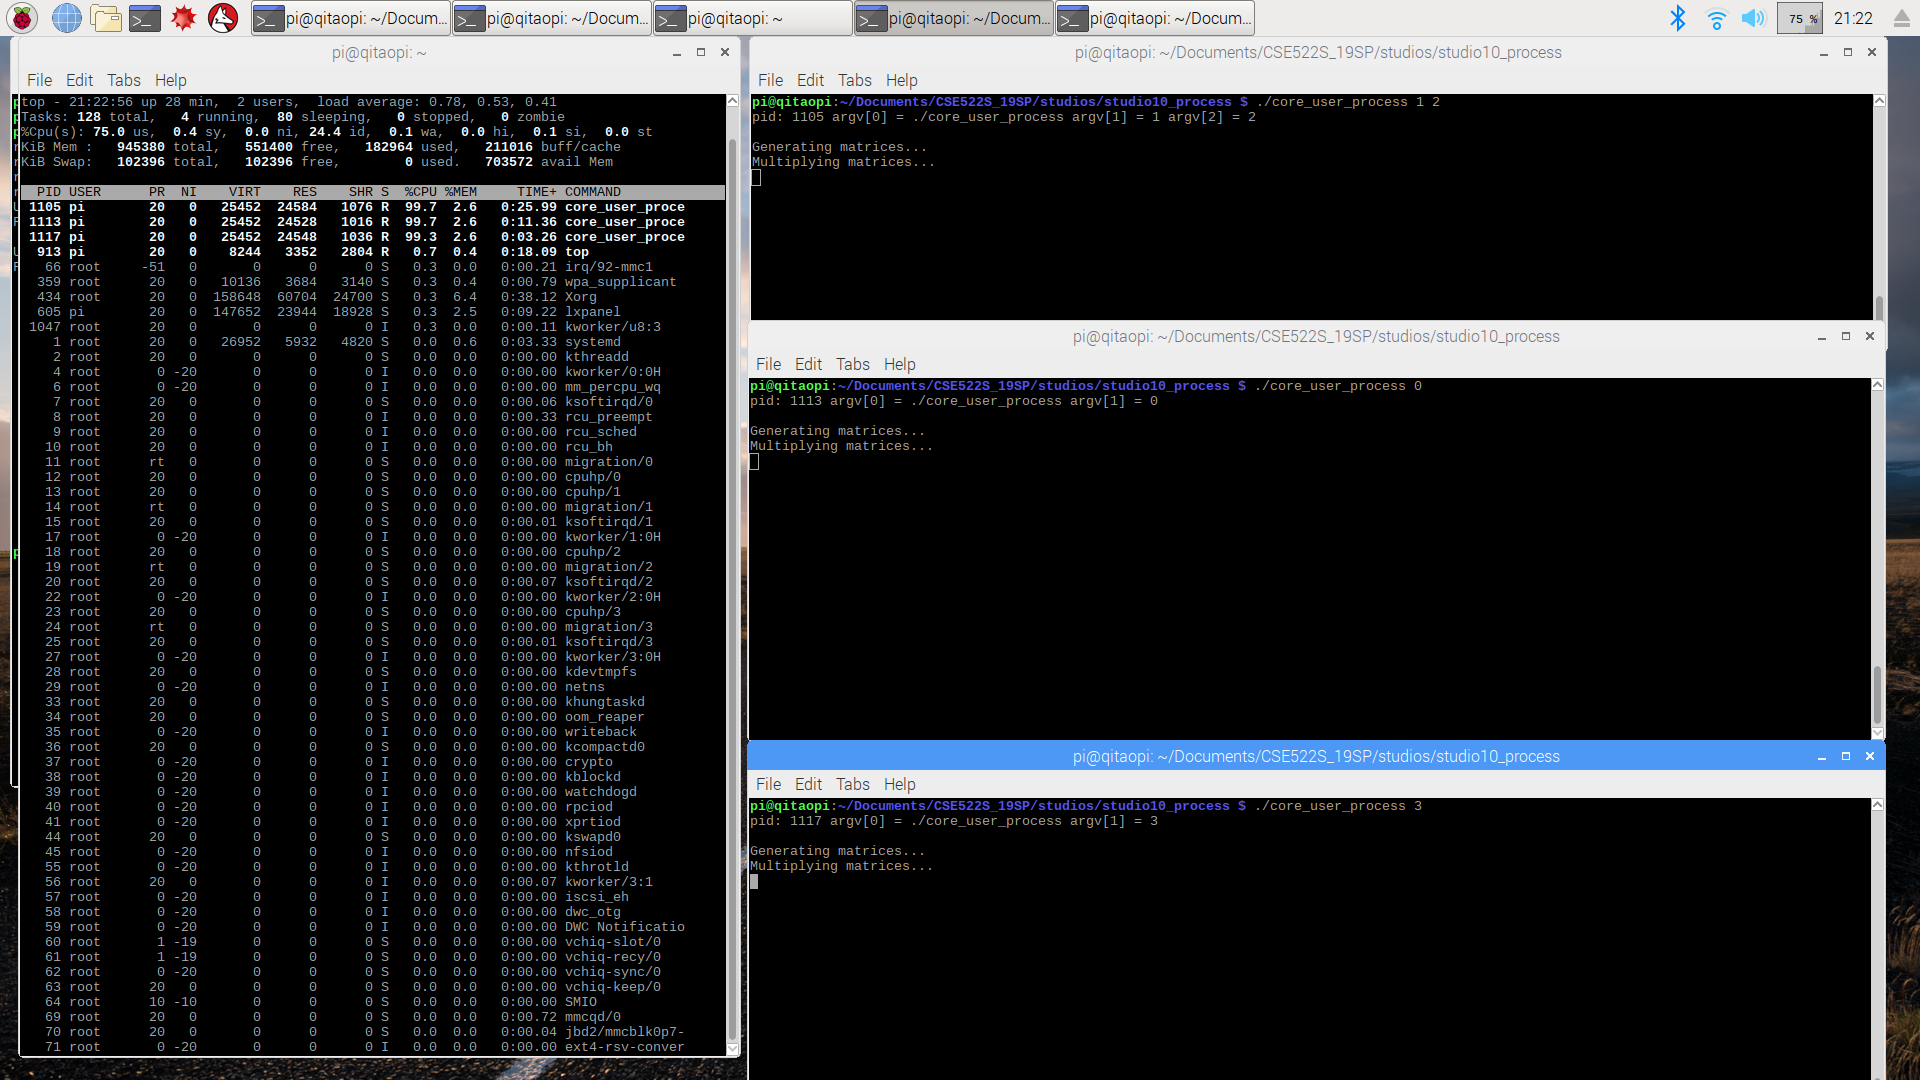 pi@qitaopi: ~/Docum... pi@qitaopi: ~/Docum... pi@qitaopi: ~ pi@qitaopi: ~/Docum... pi@qitaopi: ~/Docum... 75 % 21:22
pi@qitaopi: ~
File Edit Tabs Help
top - 21:22:56 up 28 min,  2 users,  load average: 0.78, 0.53, 0.41
Tasks: 128 total,   4 running,  80 sleeping,   0 stopped,   0 zombie
%Cpu(s): 75.0 us,  0.4 sy,  0.0 ni, 24.4 id,  0.1 wa,  0.0 hi,  0.1 si,  0.0 st
KiB Mem :   945380 total,   551400 free,   182964 used,   211016 buff/cache
KiB Swap:   102396 total,   102396 free,        0 used.   703572 avail Mem
PID USER      PR  NI    VIRT    RES    SHR S  %CPU %MEM     TIME+ COMMAND
1105 pi        20   0   25452  24584   1076 R  99.7  2.6   0:25.99 core_user_proce
1113 pi        20   0   25452  24528   1016 R  99.7  2.6   0:11.36 core_user_proce
1117 pi        20   0   25452  24548   1036 R  99.3  2.6   0:03.26 core_user_proce
913 pi        20   0    8244   3352   2804 R   0.7  0.4   0:18.09 top
66 root     -51   0       0      0      0 S   0.3  0.0   0:00.21 irq/92-mmc1
359 root      20   0   10136   3684   3140 S   0.3  0.4   0:00.79 wpa_supplicant
434 root      20   0  158648  60704  24700 S   0.3  6.4   0:38.12 Xorg
605 pi        20   0  147652  23944  18928 S   0.3  2.5   0:09.22 lxpanel
1047 root      20   0       0      0      0 I   0.3  0.0   0:00.11 kworker/u8:3
1 root      20   0   26952   5932   4820 S   0.0  0.6   0:03.33 systemd
2 root      20   0       0      0      0 S   0.0  0.0   0:00.00 kthreadd
4 root       0 -20       0      0      0 I   0.0  0.0   0:00.00 kworker/0:0H
6 root       0 -20       0      0      0 I   0.0  0.0   0:00.00 mm_percpu_wq
7 root      20   0       0      0      0 S   0.0  0.0   0:00.06 ksoftirqd/0
8 root      20   0       0      0      0 I   0.0  0.0   0:00.33 rcu_preempt
9 root      20   0       0      0      0 I   0.0  0.0   0:00.00 rcu_sched
10 root      20   0       0      0      0 I   0.0  0.0   0:00.00 rcu_bh
11 root      rt   0       0      0      0 S   0.0  0.0   0:00.00 migration/0
12 root      20   0       0      0      0 S   0.0  0.0   0:00.00 cpuhp/0
13 root      20   0       0      0      0 S   0.0  0.0   0:00.00 cpuhp/1
14 root      rt   0       0      0      0 S   0.0  0.0   0:00.00 migration/1
15 root      20   0       0      0      0 S   0.0  0.0   0:00.01 ksoftirqd/1
17 root       0 -20       0      0      0 I   0.0  0.0   0:00.00 kworker/1:0H
18 root      20   0       0      0      0 S   0.0  0.0   0:00.00 cpuhp/2
19 root      rt   0       0      0      0 S   0.0  0.0   0:00.00 migration/2
20 root      20   0       0      0      0 S   0.0  0.0   0:00.07 ksoftirqd/2
22 root       0 -20       0      0      0 I   0.0  0.0   0:00.00 kworker/2:0H
23 root      20   0       0      0      0 S   0.0  0.0   0:00.00 cpuhp/3
24 root      rt   0       0      0      0 S   0.0  0.0   0:00.00 migration/3
25 root      20   0       0      0      0 S   0.0  0.0   0:00.01 ksoftirqd/3
27 root       0 -20       0      0      0 I   0.0  0.0   0:00.00 kworker/3:0H
28 root      20   0       0      0      0 S   0.0  0.0   0:00.00 kdevtmpfs
29 root       0 -20       0      0      0 I   0.0  0.0   0:00.00 netns
33 root      20   0       0      0      0 S   0.0  0.0   0:00.00 khungtaskd
34 root      20   0       0      0      0 S   0.0  0.0   0:00.00 oom_reaper
35 root       0 -20       0      0      0 I   0.0  0.0   0:00.00 writeback
36 root      20   0       0      0      0 S   0.0  0.0   0:00.00 kcompactd0
37 root       0 -20       0      0      0 I   0.0  0.0   0:00.00 crypto
38 root       0 -20       0      0      0 I   0.0  0.0   0:00.00 kblockd
39 root       0 -20       0      0      0 I   0.0  0.0   0:00.00 watchdogd
40 root       0 -20       0      0      0 I   0.0  0.0   0:00.00 rpciod
41 root       0 -20       0      0      0 I   0.0  0.0   0:00.00 xprtiod
44 root      20   0       0      0      0 S   0.0  0.0   0:00.00 kswapd0
45 root       0 -20       0      0      0 I   0.0  0.0   0:00.00 nfsiod
55 root       0 -20       0      0      0 I   0.0  0.0   0:00.00 kthrotld
56 root      20   0       0      0      0 I   0.0  0.0   0:00.07 kworker/3:1
57 root       0 -20       0      0      0 I   0.0  0.0   0:00.00 iscsi_eh
58 root       0 -20       0      0      0 I   0.0  0.0   0:00.00 dwc_otg
59 root       0 -20       0      0      0 I   0.0  0.0   0:00.00 DWC Notificatio
60 root       1 -19       0      0      0 S   0.0  0.0   0:00.00 vchiq-slot/0
61 root       1 -19       0      0      0 S   0.0  0.0   0:00.00 vchiq-recy/0
62 root       0 -20       0      0      0 S   0.0  0.0   0:00.00 vchiq-sync/0
63 root      20   0       0      0      0 S   0.0  0.0   0:00.00 vchiq-keep/0
64 root      10 -10       0      0      0 S   0.0  0.0   0:00.00 SMIO
69 root      20   0       0      0      0 S   0.0  0.0   0:00.72 mmcqd/0
70 root      20   0       0      0      0 S   0.0  0.0   0:00.04 jbd2/mmcblk0p7-
71 root       0 -20       0      0      0 I   0.0  0.0   0:00.00 ext4-rsv-conver
pi@qitaopi: ~/Documents/CSE522S_19SP/studios/studio10_process
File Edit Tabs Help
pi@qitaopi:~/Documents/CSE522S_19SP/studios/studio10_process $ ./core_user_process 1 2
pid: 1105 argv[0] = ./core_user_process argv[1] = 1 argv[2] = 2
Generating matrices...
Multiplying matrices...
pi@qitaopi: ~/Documents/CSE522S_19SP/studios/studio10_process
File Edit Tabs Help
pi@qitaopi:~/Documents/CSE522S_19SP/studios/studio10_process $ ./core_user_process 0
pid: 1113 argv[0] = ./core_user_process argv[1] = 0
Generating matrices...
Multiplying matrices...
pi@qitaopi: ~/Documents/CSE522S_19SP/studios/studio10_process
File Edit Tabs Help
pi@qitaopi:~/Documents/CSE522S_19SP/studios/studio10_process $ ./core_user_process 3
pid: 1117 argv[0] = ./core_user_process argv[1] = 3
Generating matrices...
Multiplying matrices...